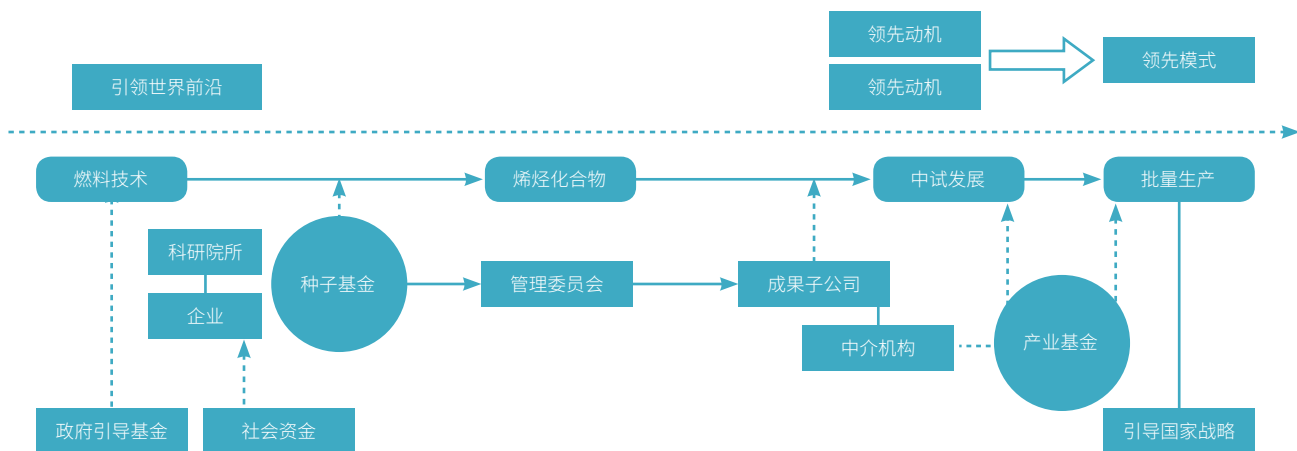 领先动机
领先动机
领先模式
引领世界前沿
燃料技术
烯烃化合物
中试发展
批量生产
科研院所
企业
种子基金
管理委员会
成果子公司
中介机构
产业基金
政府引导基金
社会资金
引导国家战略